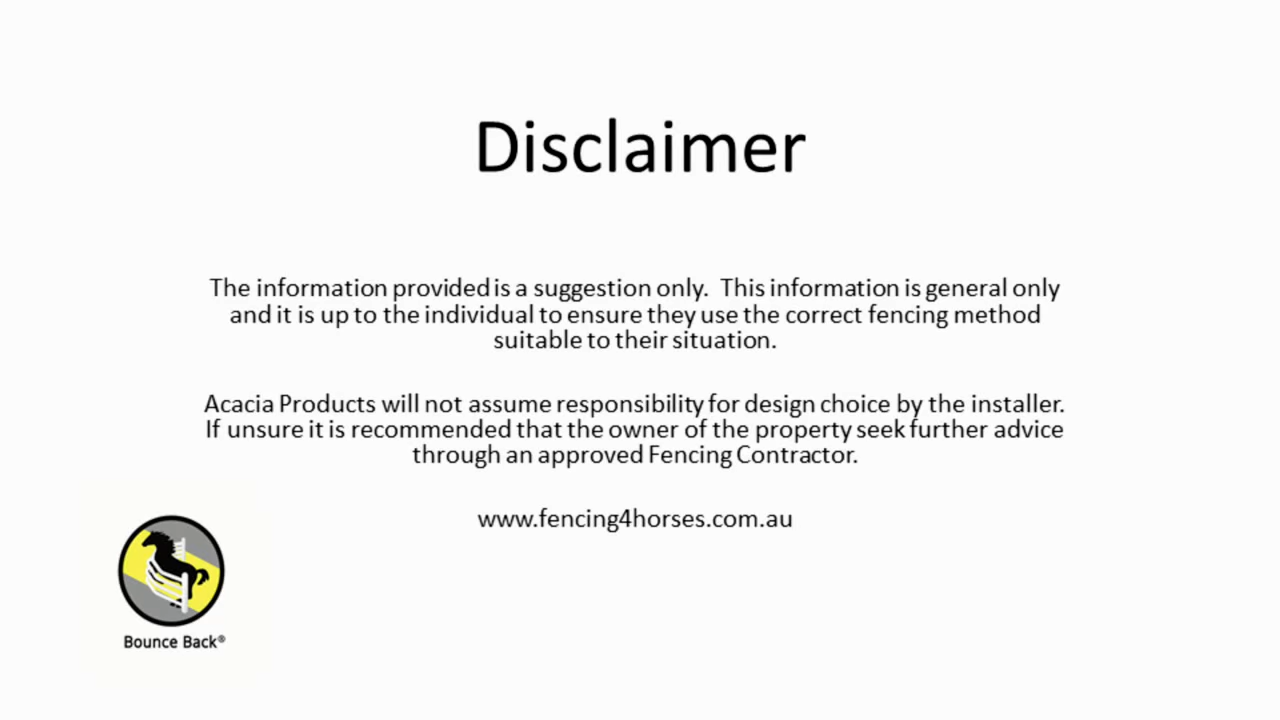 Disclaimer
The information provided is a suggestion only.  This information is general only
and it is up to the individual to ensure they use the correct fencing method
suitable to their situation.
Acacia Products will not assume responsibility for design choice by the installer.
If unsure it is recommended that the owner of the property seek further advice
through an approved Fencing Contractor.
www.fencing4horses.com.au
Bounce Back®